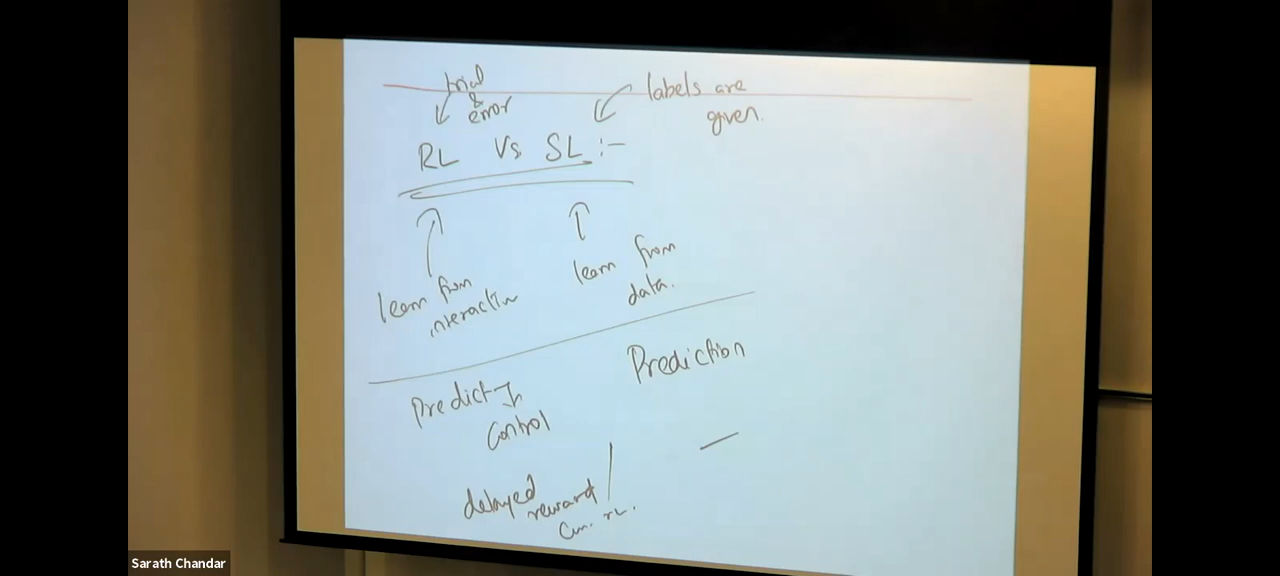 trial
&
error
labels are
given.
RL Vs SL :-
learn from
interaction
learn from
data.
Prediction
Predict
Control
delayed
reward /
Sarath Chandar